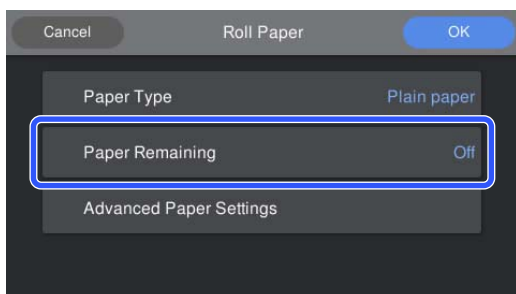 Cancel Roll Paper OK
Paper Type Plain paper
Paper Remaining Off
Advanced Paper Settings